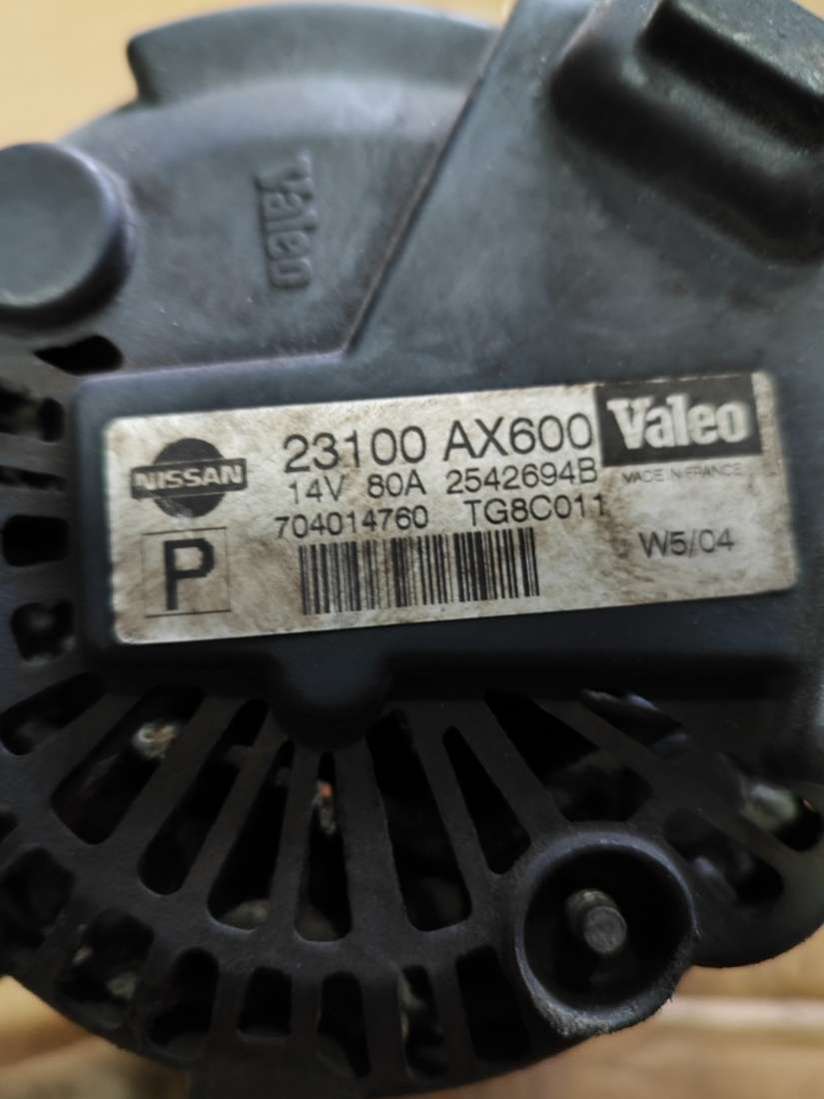 Valeo
NISSAN
23100 AX600
Valeo
14V 80A 2542694B
MADE IN FRANCE
704014760 TG8C011
P
W5/04